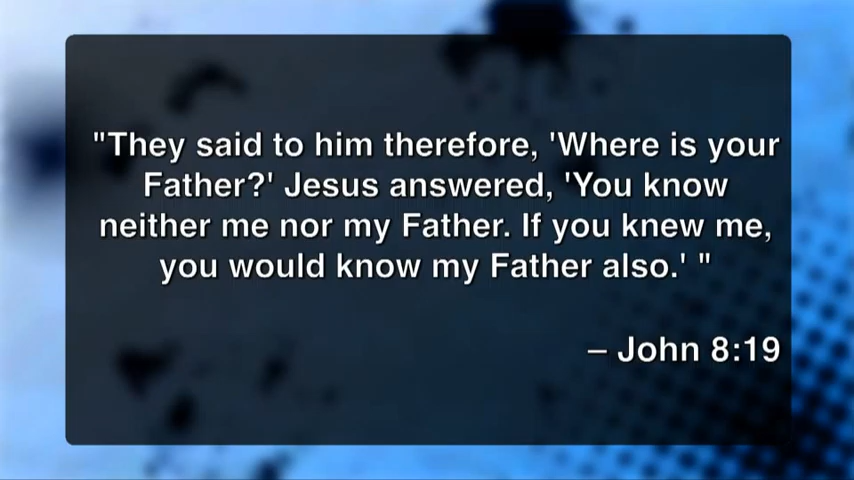 "They said to him therefore, 'Where is your
Father?' Jesus answered, 'You know
neither me nor my Father. If you knew me,
you would know my Father also.' "
– John 8:19